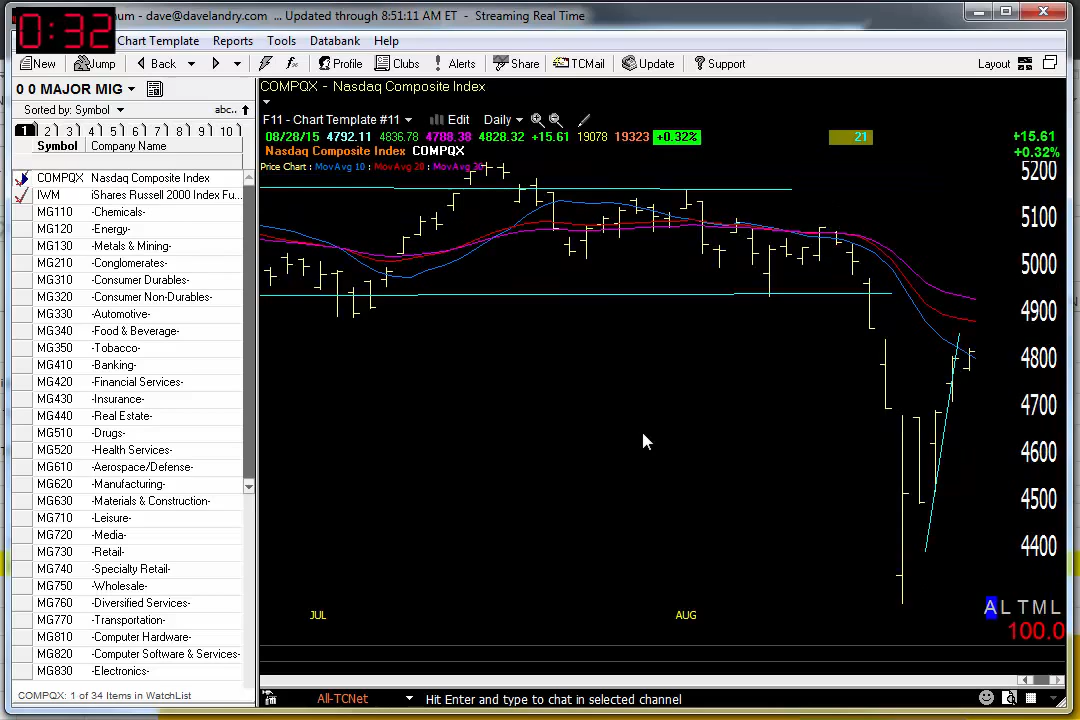 0:32
num - dave@davelandry.com ... Updated through 8:51:11 AM ET - Streaming Real Time
Chart Template Reports Tools Databank Help
New Jump Back Profile Clubs Alerts Share TCMail Update Support Layout
0 0 MAJOR MIG
Sorted by: Symbol abc..
1 2 3 4 5 6 7 8 9 10
Symbol Company Name
COMPQX Nasdaq Composite Index
IWM iShares Russell 2000 Index Fu...
MG110 -Chemicals-
MG120 -Energy-
MG130 -Metals & Mining-
MG210 -Conglomerates-
MG310 -Consumer Durables-
MG320 -Consumer Non-Durables-
MG330 -Automotive-
MG340 -Food & Beverage-
MG350 -Tobacco-
MG410 -Banking-
MG420 -Financial Services-
MG430 -Insurance-
MG440 -Real Estate-
MG510 -Drugs-
MG520 -Health Services-
MG610 -Aerospace/Defense-
MG620 -Manufacturing-
MG630 -Materials & Construction-
MG710 -Leisure-
MG720 -Media-
MG730 -Retail-
MG740 -Specialty Retail-
MG750 -Wholesale-
MG760 -Diversified Services-
MG770 -Transportation-
MG810 -Computer Hardware-
MG820 -Computer Software & Services-
MG830 -Electronics-
COMPQX: 1 of 34 Items in WatchList
COMPQX - Nasdaq Composite Index
F11 - Chart Template #11 Edit Daily
08/28/15 4792.11 4836.78 4788.38 4828.32 +15.61 19078 19323 +0.32% 21 +15.61
Nasdaq Composite Index COMPQX +0.32%
Price Chart : MovAvg 10 : MovAvg 20 : MovAvg
5200
5100
5000
4900
4800
4700
4600
4500
4400
JUL AUG
A L T M L
100.0
All-TCNet Hit Enter and type to chat in selected channel